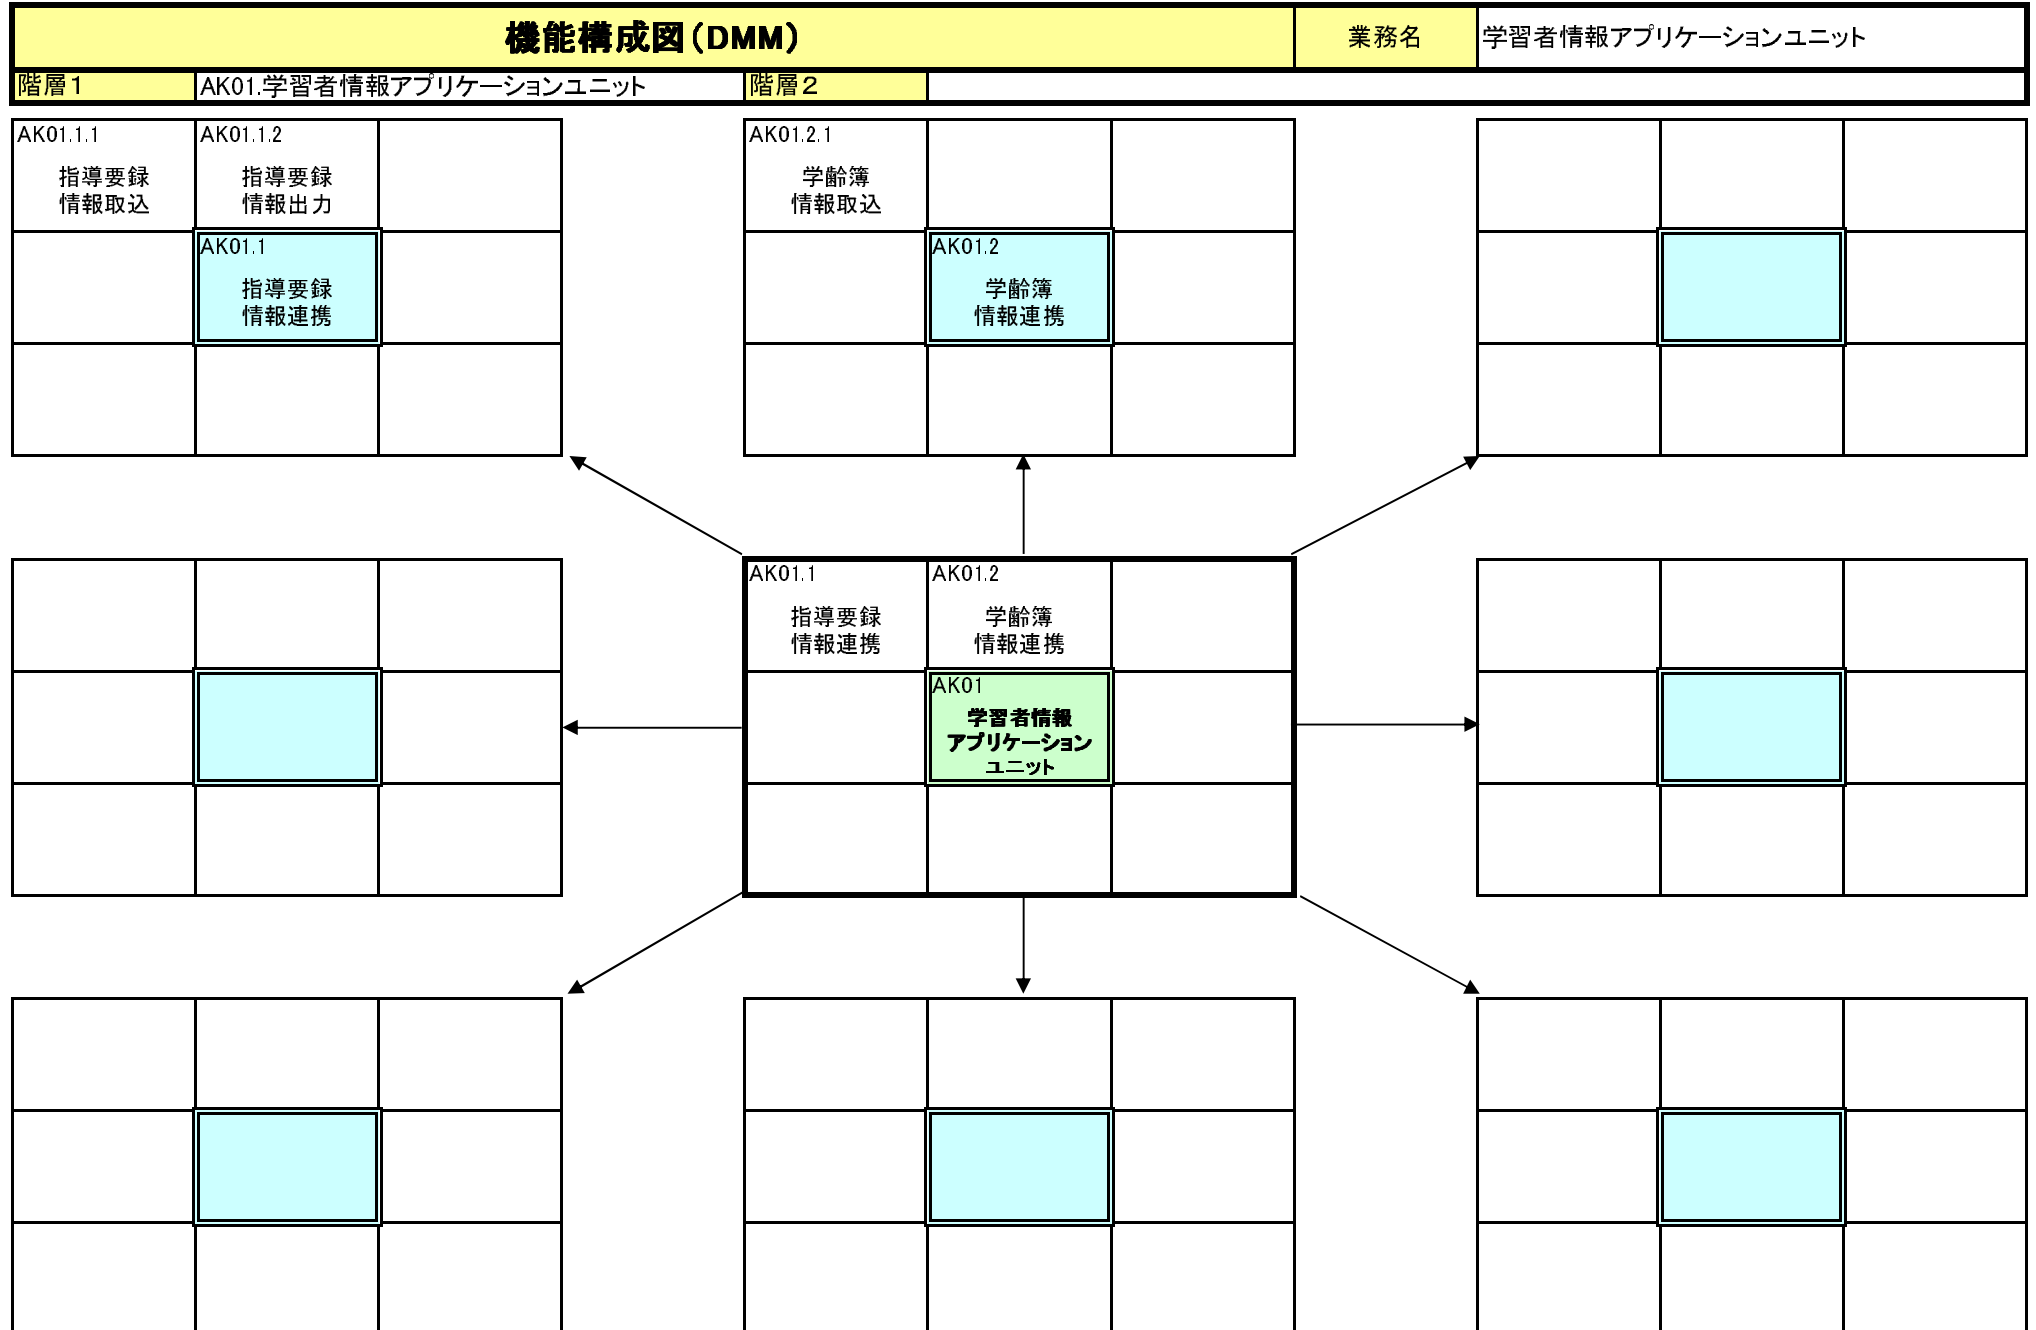 機能構成図（DMM）
業務名
学習者情報アプリケーションユニット
階層１
AK01.学習者情報アプリケーションユニット
階層２
AK01.1.1
指導要録
情報取込
AK01.1.2
指導要録
情報出力
AK01.1
指導要録
情報連携
AK01.2.1
学齢簿
情報取込
AK01.2
学齢簿
情報連携
AK01.1
指導要録
情報連携
AK01.2
学齢簿
情報連携
AK01
学習者情報
アプリケーション
ユニット